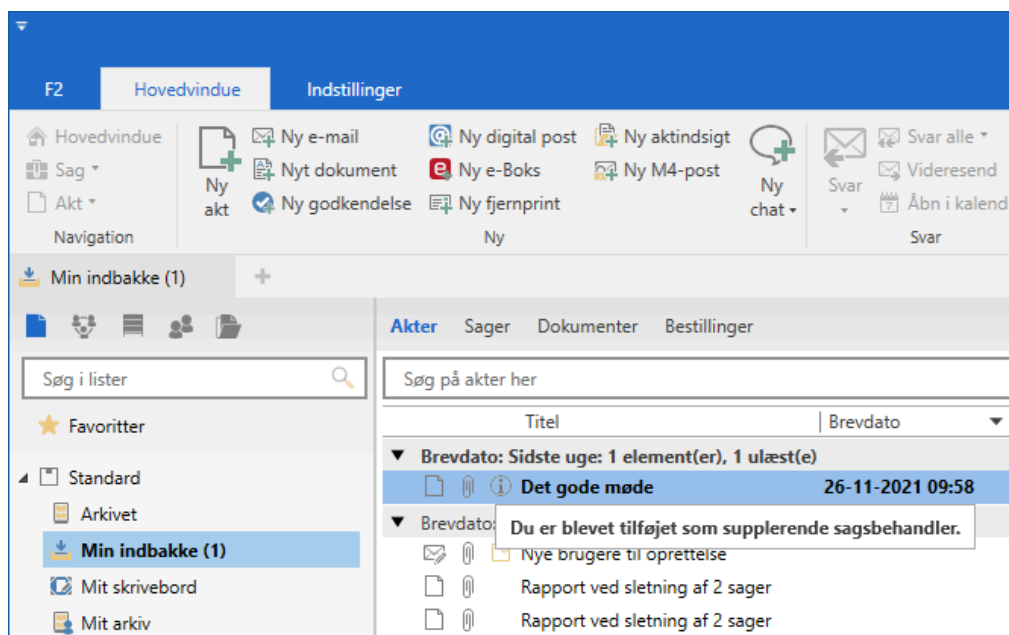 F2 Hovedvindue Indstillinger
Hovedvindue
Sag
Akt
Navigation
Ny akt
Ny e-mail
Nyt dokument
Ny godkendelse
Ny digital post
Ny e-Boks
Ny fjernprint
Ny aktindsigt
Ny M4-post
Ny chat
Ny
Svar
Svar alle
Videresend
Åbn i kalend
Svar
Min indbakke (1)
Søg i lister
Favoritter
Standard
Arkivet
Min indbakke (1)
Mit skrivebord
Mit arkiv
Akter Sager Dokumenter Bestillinger
Søg på akter her
Titel Brevdato
Brevdato: Sidste uge: 1 element(er), 1 ulæst(e)
Det gode møde 26-11-2021 09:58
Brevdato:
Du er blevet tilføjet som supplerende sagsbehandler.
Nye brugere til oprettelse
Rapport ved sletning af 2 sager
Rapport ved sletning af 2 sager